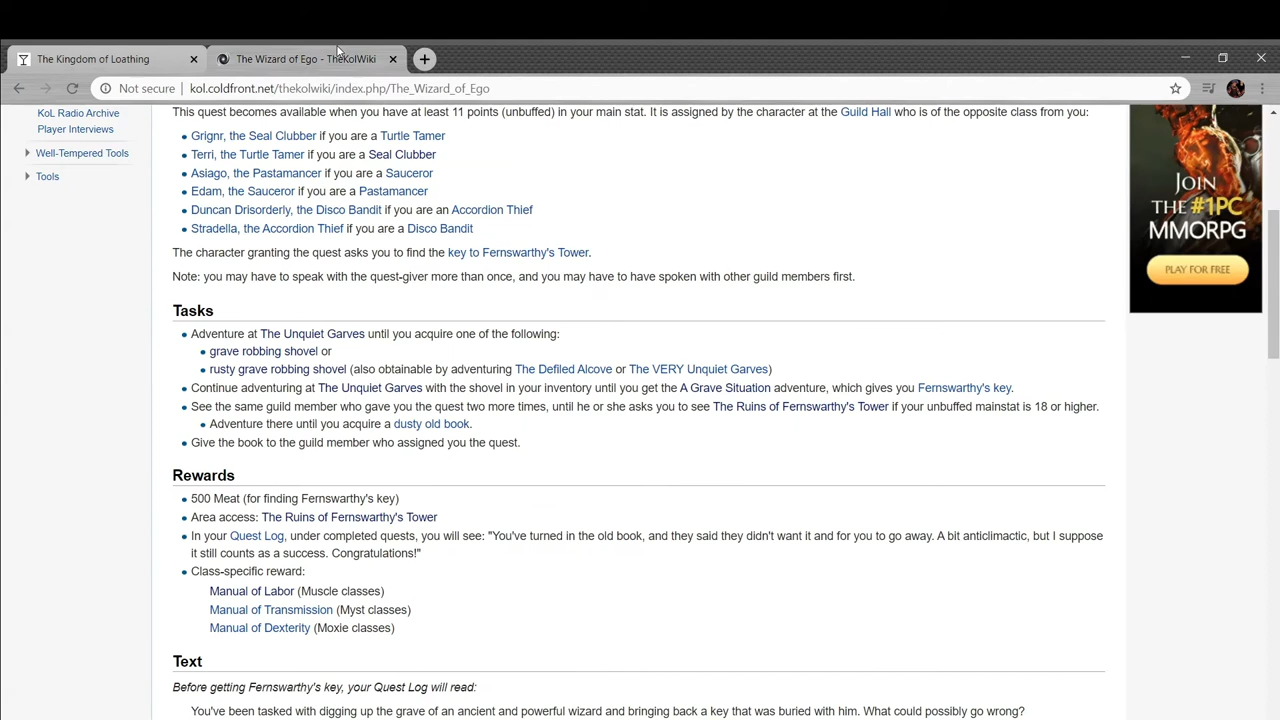 The Kingdom of Loathing
The Wizard of Ego - TheKolWiki
Not secure kol.coldfront.net/thekolwiki/index.php/The_Wizard_of_Ego
KoL Radio Archive
Player Interviews
Well-Tempered Tools
Tools
This quest becomes available when you have at least 11 points (unbuffed) in your main stat. It is assigned by the character at the Guild Hall who is of the opposite class from you:
Grignr, the Seal Clubber if you are a Turtle Tamer
Terri, the Turtle Tamer if you are a Seal Clubber
Asiago, the Pastamancer if you are a Sauceror
Edam, the Sauceror if you are a Pastamancer
Duncan Drisorderly, the Disco Bandit if you are an Accordion Thief
Stradella, the Accordion Thief if you are a Disco Bandit
The character granting the quest asks you to find the key to Fernswarthy's Tower.
Note: you may have to speak with the quest-giver more than once, and you may have to have spoken with other guild members first.
Tasks
Adventure at The Unquiet Garves until you acquire one of the following:
grave robbing shovel or
rusty grave robbing shovel (also obtainable by adventuring The Defiled Alcove or The VERY Unquiet Garves)
Continue adventuring at The Unquiet Garves with the shovel in your inventory until you get the A Grave Situation adventure, which gives you Fernswarthy's key.
See the same guild member who gave you the quest two more times, until he or she asks you to see The Ruins of Fernswarthy's Tower if your unbuffed mainstat is 18 or higher.
Adventure there until you acquire a dusty old book.
Give the book to the guild member who assigned you the quest.
Rewards
500 Meat (for finding Fernswarthy's key)
Area access: The Ruins of Fernswarthy's Tower
In your Quest Log, under completed quests, you will see: "You've turned in the old book, and they said they didn't want it and for you to go away. A bit anticlimactic, but I suppose
it still counts as a success. Congratulations!"
Class-specific reward:
Manual of Labor (Muscle classes)
Manual of Transmission (Myst classes)
Manual of Dexterity (Moxie classes)
Text
Before getting Fernswarthy's key, your Quest Log will read:
You've been tasked with digging up the grave of an ancient and powerful wizard and bringing back a key that was buried with him. What could possibly go wrong?
JOIN
THE #1PC
MMORPG
PLAY FOR FREE